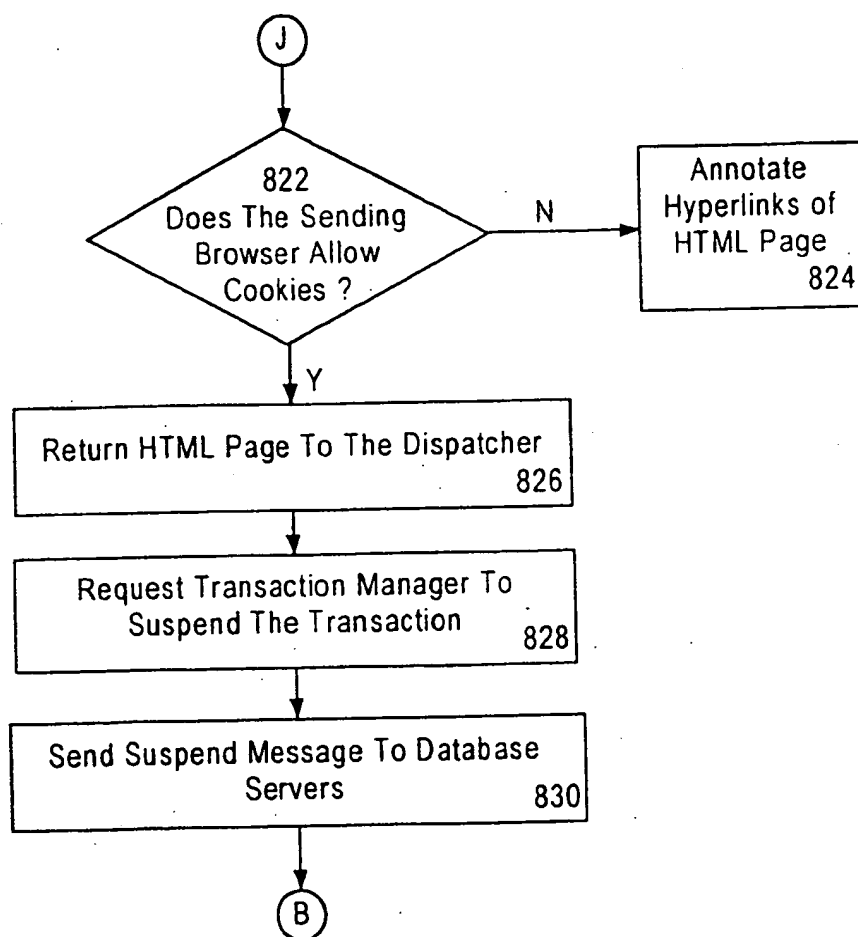 J
822
Does The Sending
Browser Allow
Cookies ?
N
Annotate
Hyperlinks of
HTML Page
824
Y
Return HTML Page To The Dispatcher
826
Request Transaction Manager To
Suspend The Transaction
828
Send Suspend Message To Database
Servers
830
B